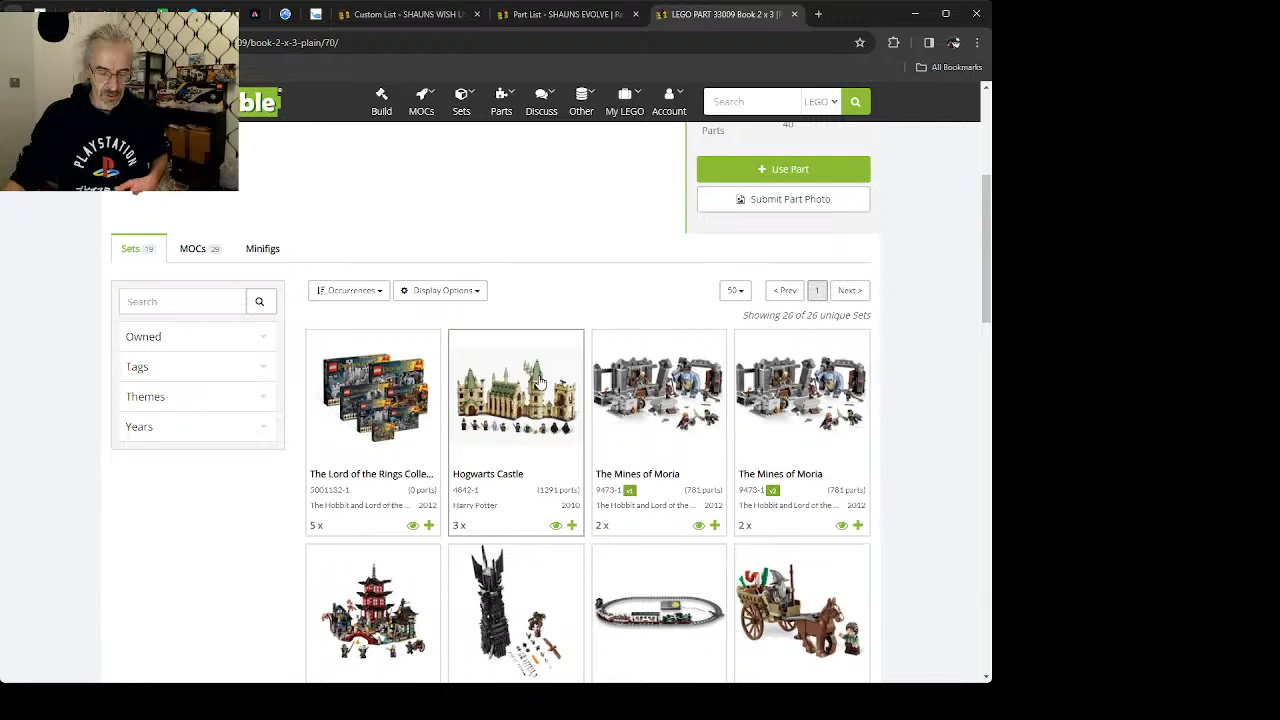 Custom List - SHAUNS WISH L
Part List - SHAUNS EVOLVE | Re
LEGO PART 33009 Book 2 x 3 [P
09/book-2-x-3-plain/70/
All Bookmarks
ble
Build
MOCs
Sets
Parts
Discuss
Other
My LEGO
Account
Search
LEGO
PLAYSTATION
Parts
40
Use Part
Submit Part Photo
Sets 19
MOCs 29
Minifigs
Search
Occurrences
Display Options
50
< Prev
1
Next >
Showing 26 of 26 unique Sets
Owned
Tags
Themes
Years
The Lord of the Rings Colle...
5001132-1 (0 parts)
The Hobbit and Lord of the ... 2012
5 x
Hogwarts Castle
4842-1 (1291 parts)
Harry Potter 2010
3 x
The Mines of Moria
9473-1 v1 (781 parts)
The Hobbit and Lord of the ... 2012
2 x
The Mines of Moria
9473-1 v2 (781 parts)
The Hobbit and Lord of the ... 2012
2 x